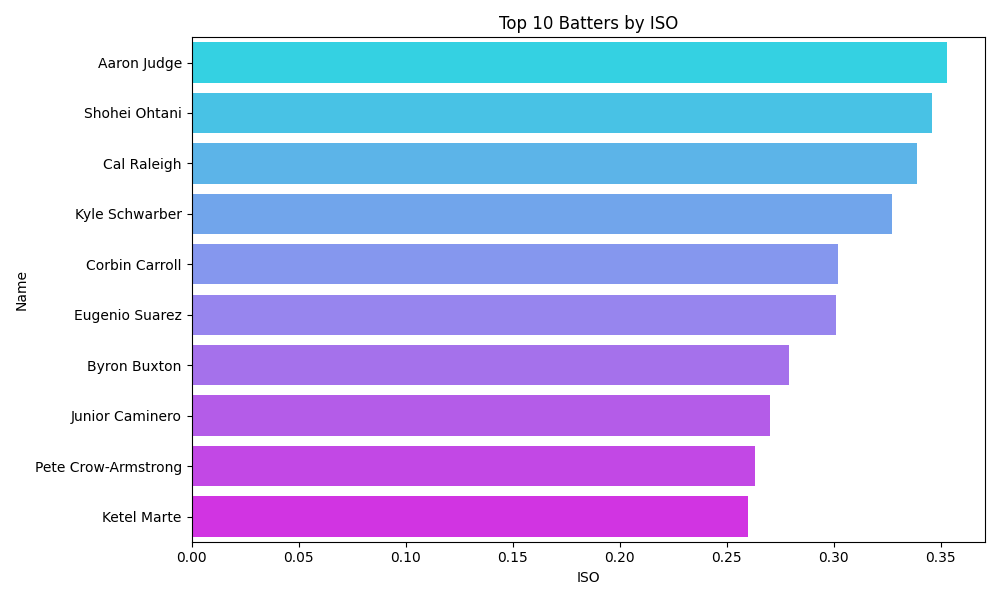 Top 10 Batters by ISO
Name
Aaron Judge
Shohei Ohtani
Cal Raleigh
Kyle Schwarber
Corbin Carroll
Eugenio Suarez
Byron Buxton
Junior Caminero
Pete Crow-Armstrong
Ketel Marte
0.00 0.05 0.10 0.15 0.20 0.25 0.30 0.35
ISO